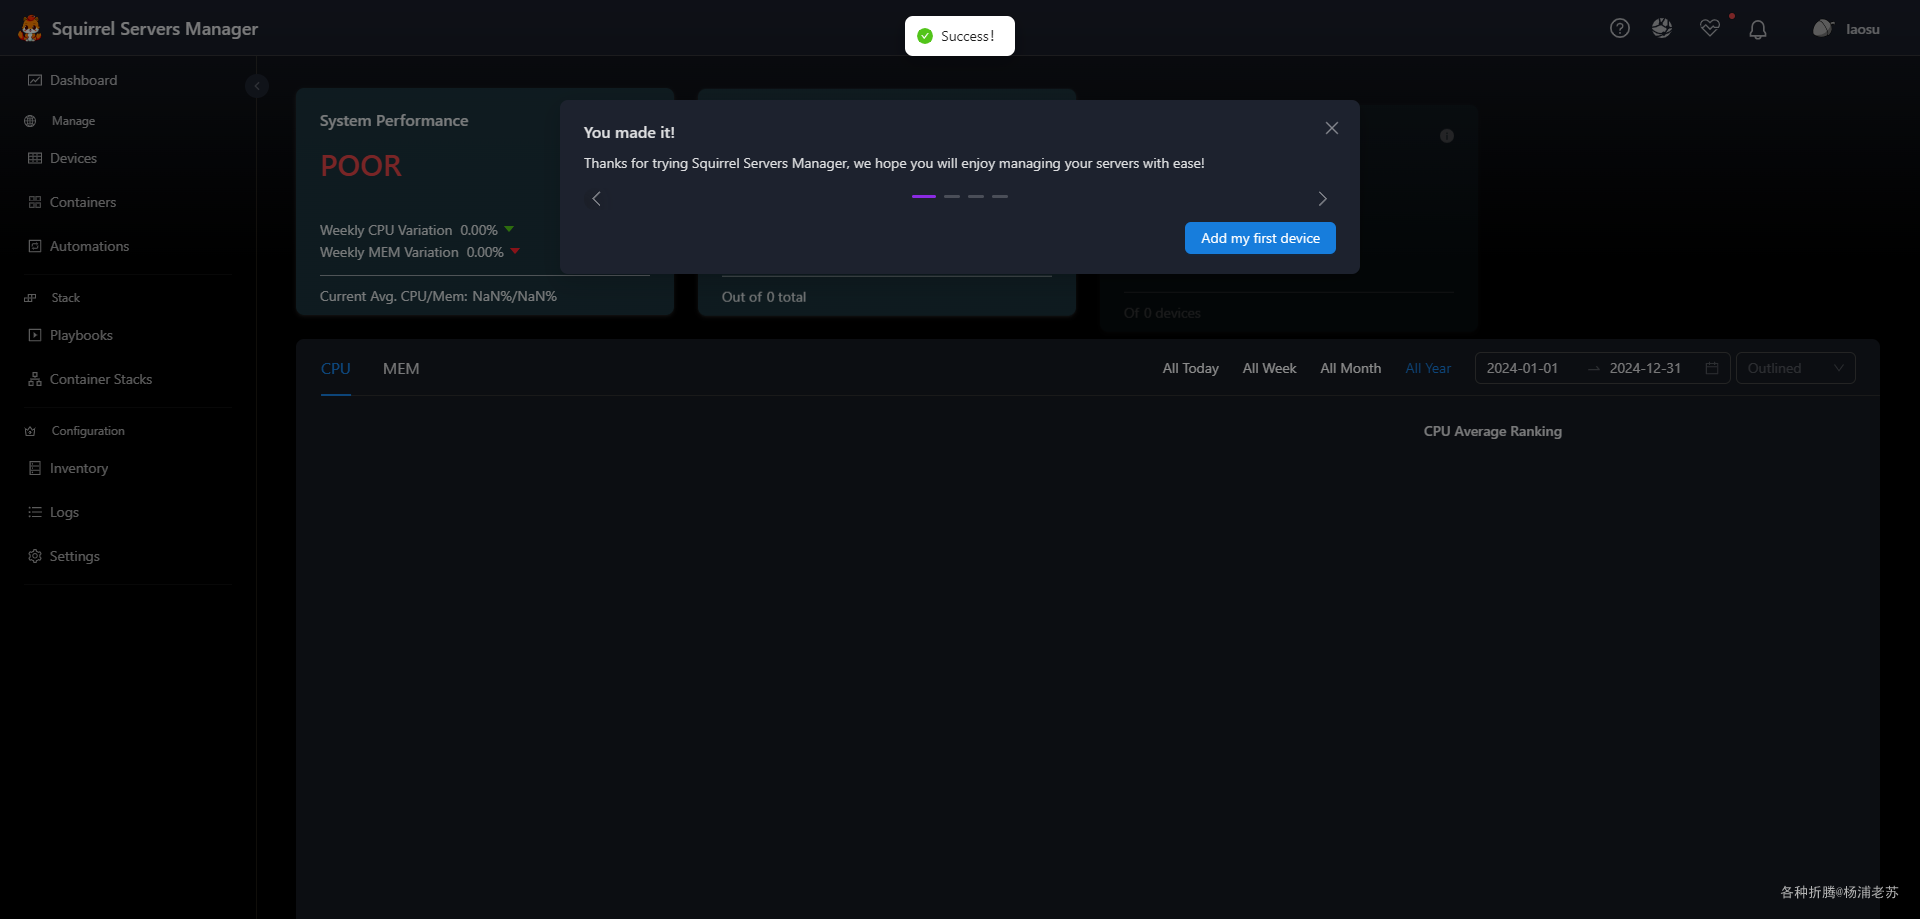 Squirrel Servers Manager
Success!
laosu
Dashboard
Manage
Devices
Containers
Automations
Stack
Playbooks
Container Stacks
Configuration
Inventory
Logs
Settings
System Performance
POOR
Weekly CPU Variation 0.00%
Weekly MEM Variation 0.00%
Current Avg. CPU/Mem: NaN%/NaN%
You made it!
Thanks for trying Squirrel Servers Manager, we hope you will enjoy managing your servers with ease!
Add my first device
Out of 0 total
Of 0 devices
CPU MEM All Today All Week All Month All Year 2024-01-01 → 2024-12-31 Outlined
CPU Average Ranking
各种折腾@杨浦老苏